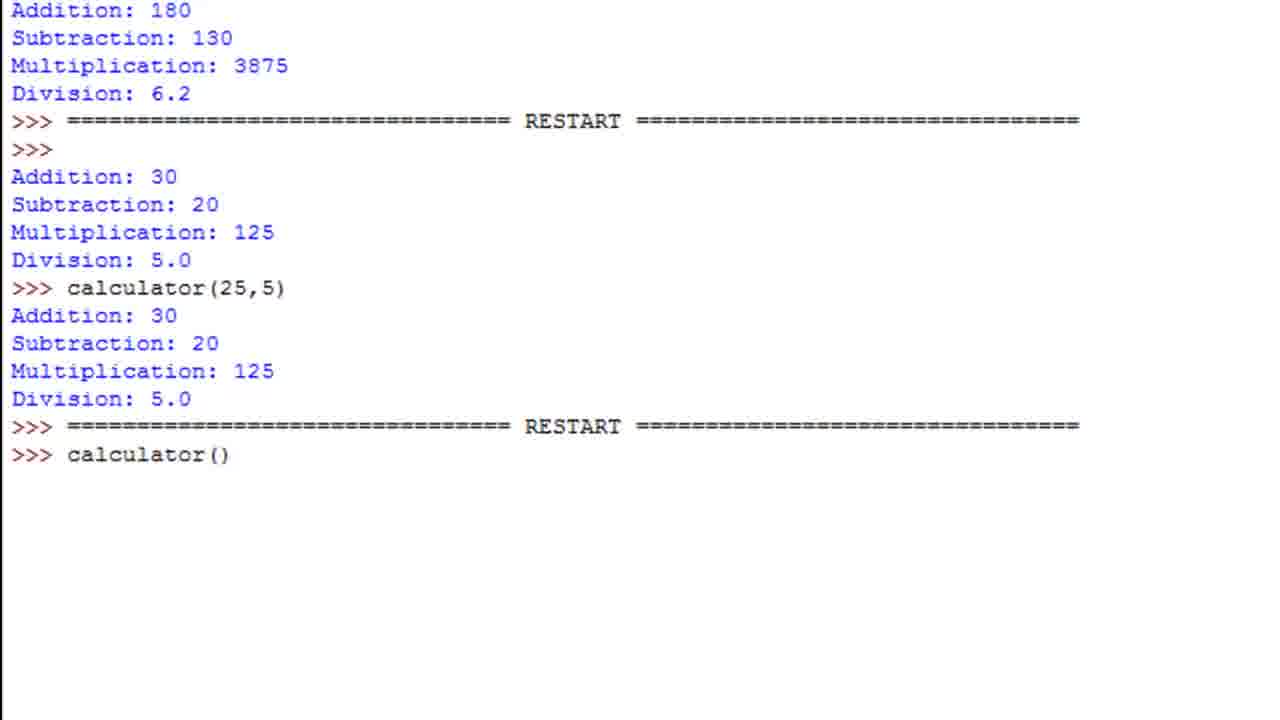 Addition: 180
Subtraction: 130
Multiplication: 3875
Division: 6.2
>>> ================================ RESTART ================================
>>>
Addition: 30
Subtraction: 20
Multiplication: 125
Division: 5.0
>>> calculator(25,5)
Addition: 30
Subtraction: 20
Multiplication: 125
Division: 5.0
>>> ================================ RESTART ================================
>>> calculator()